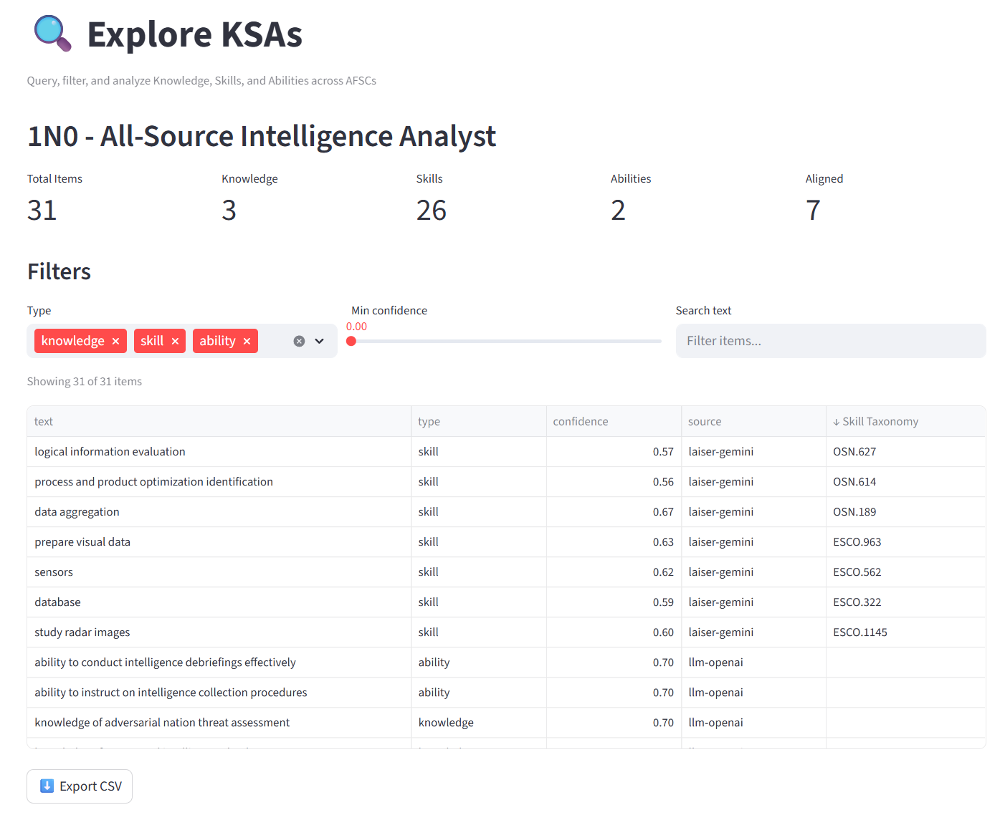 Explore KSAs
Query, filter, and analyze Knowledge, Skills, and Abilities across AFSCs
1N0 - All-Source Intelligence Analyst
Total Items Knowledge Skills Abilities Aligned
31 3 26 2 7
Filters
Type Min confidence Search text
0.00
knowledge × skill × ability × Filter items...
Showing 31 of 31 items
text type confidence source ↓ Skill Taxonomy
logical information evaluation skill 0.57 laiser-gemini OSN.627
process and product optimization identification skill 0.56 laiser-gemini OSN.614
data aggregation skill 0.67 laiser-gemini OSN.189
prepare visual data skill 0.63 laiser-gemini ESCO.963
sensors skill 0.62 laiser-gemini ESCO.562
database skill 0.59 laiser-gemini ESCO.322
study radar images skill 0.60 laiser-gemini ESCO.1145
ability to conduct intelligence debriefings effectively ability 0.70 llm-openai
ability to instruct on intelligence collection procedures ability 0.70 llm-openai
knowledge of adversarial nation threat assessment knowledge 0.70 llm-openai
Export CSV